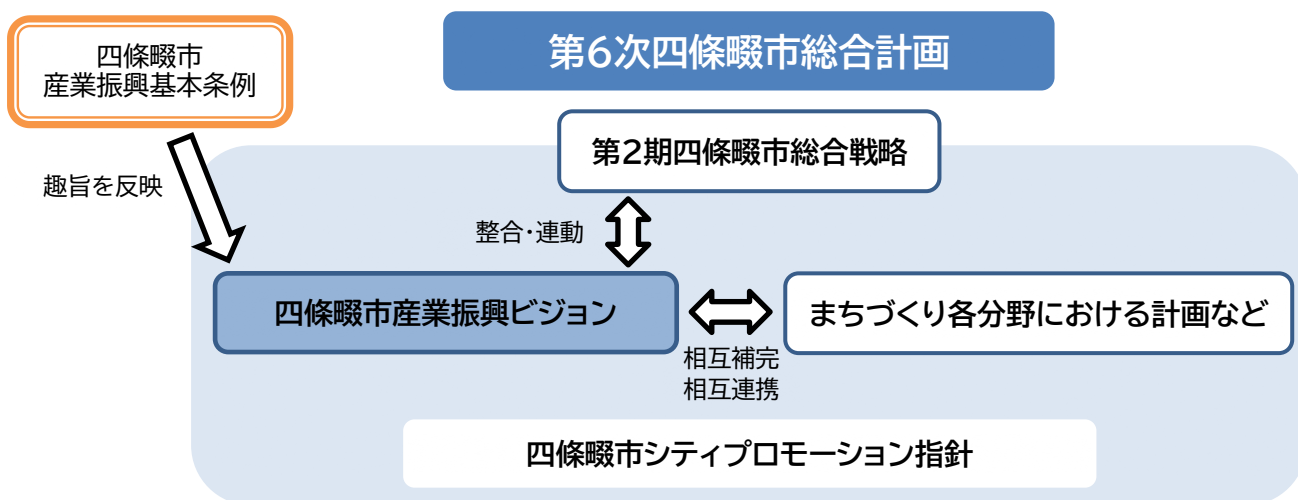 四條畷市
産業振興基本条例
第6次四條畷市総合計画
第2期四條畷市総合戦略
趣旨を反映
整合・連動
四條畷市産業振興ビジョン
まちづくり各分野における計画など
相互補完
相互連携
四條畷市シティプロモーション指針